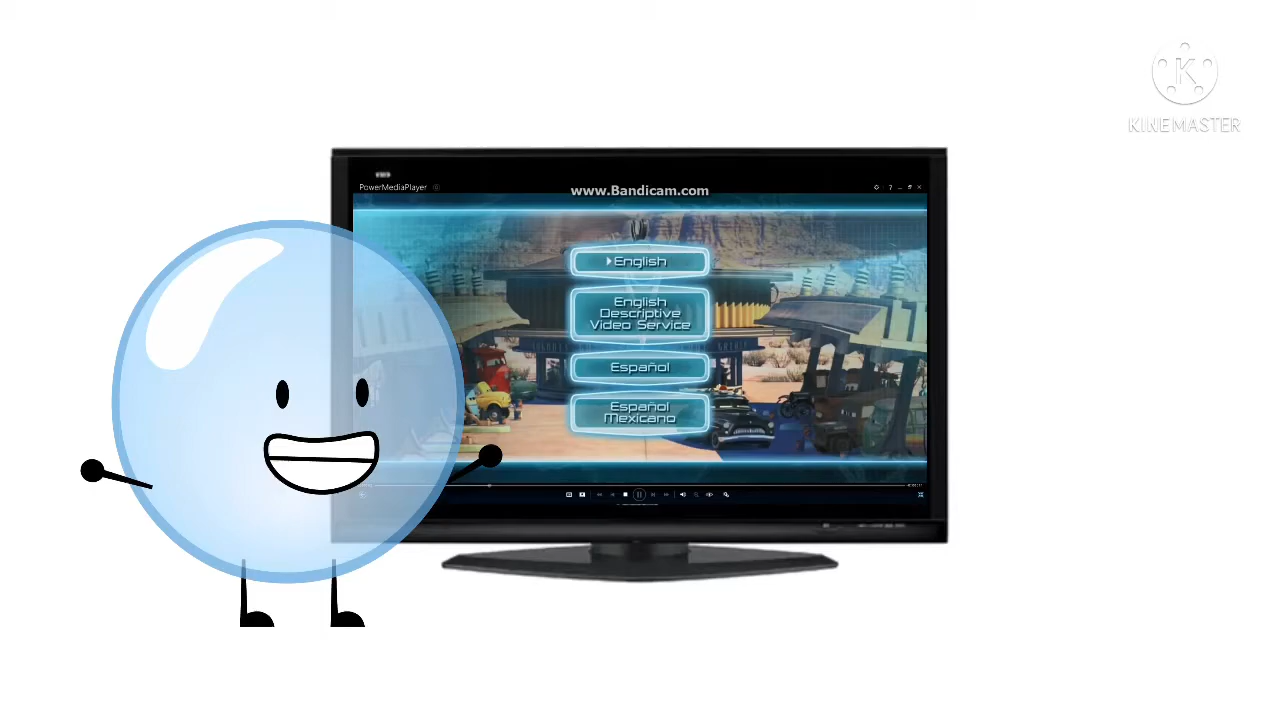 KINEMASTER
PowerMediaPlayer
www.Bandicam.com
English
English
Descriptive
Video Service
Español
Español
Mexicano